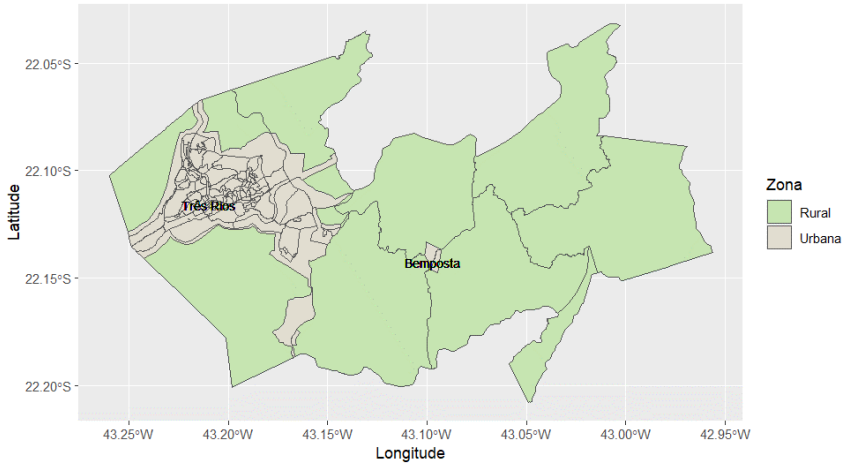 22.05°S
22.10°S
22.15°S
22.20°S
Latitude
Três Rios
Bemposta
43.25°W 43.20°W 43.15°W 43.10°W 43.05°W 43.00°W 42.95°W
Longitude
Zona
Rural
Urbana